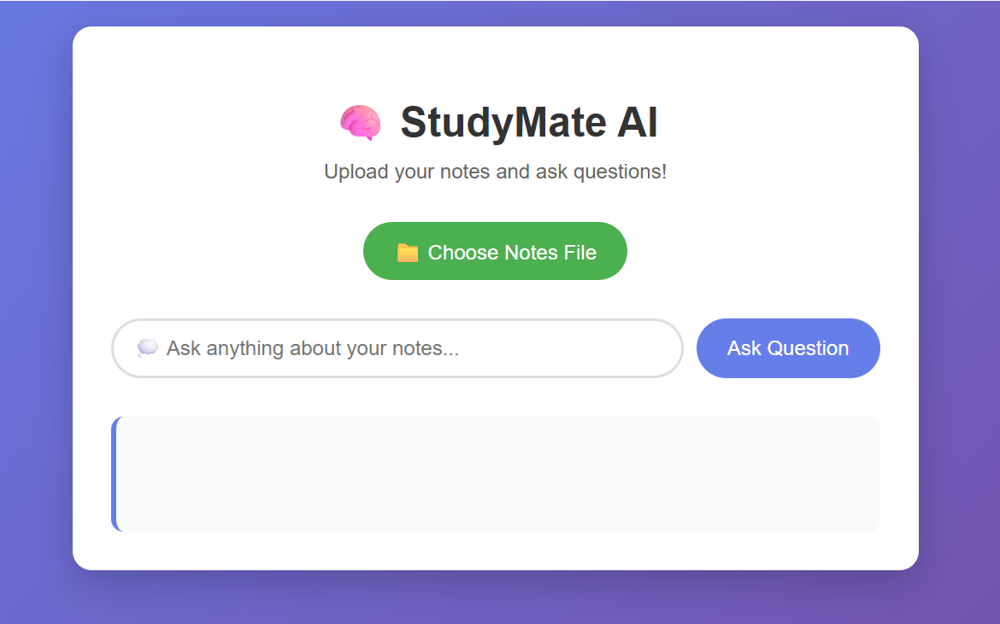 🧠 StudyMate AI
Upload your notes and ask questions!
📁 Choose Notes File
💭 Ask anything about your notes...
Ask Question